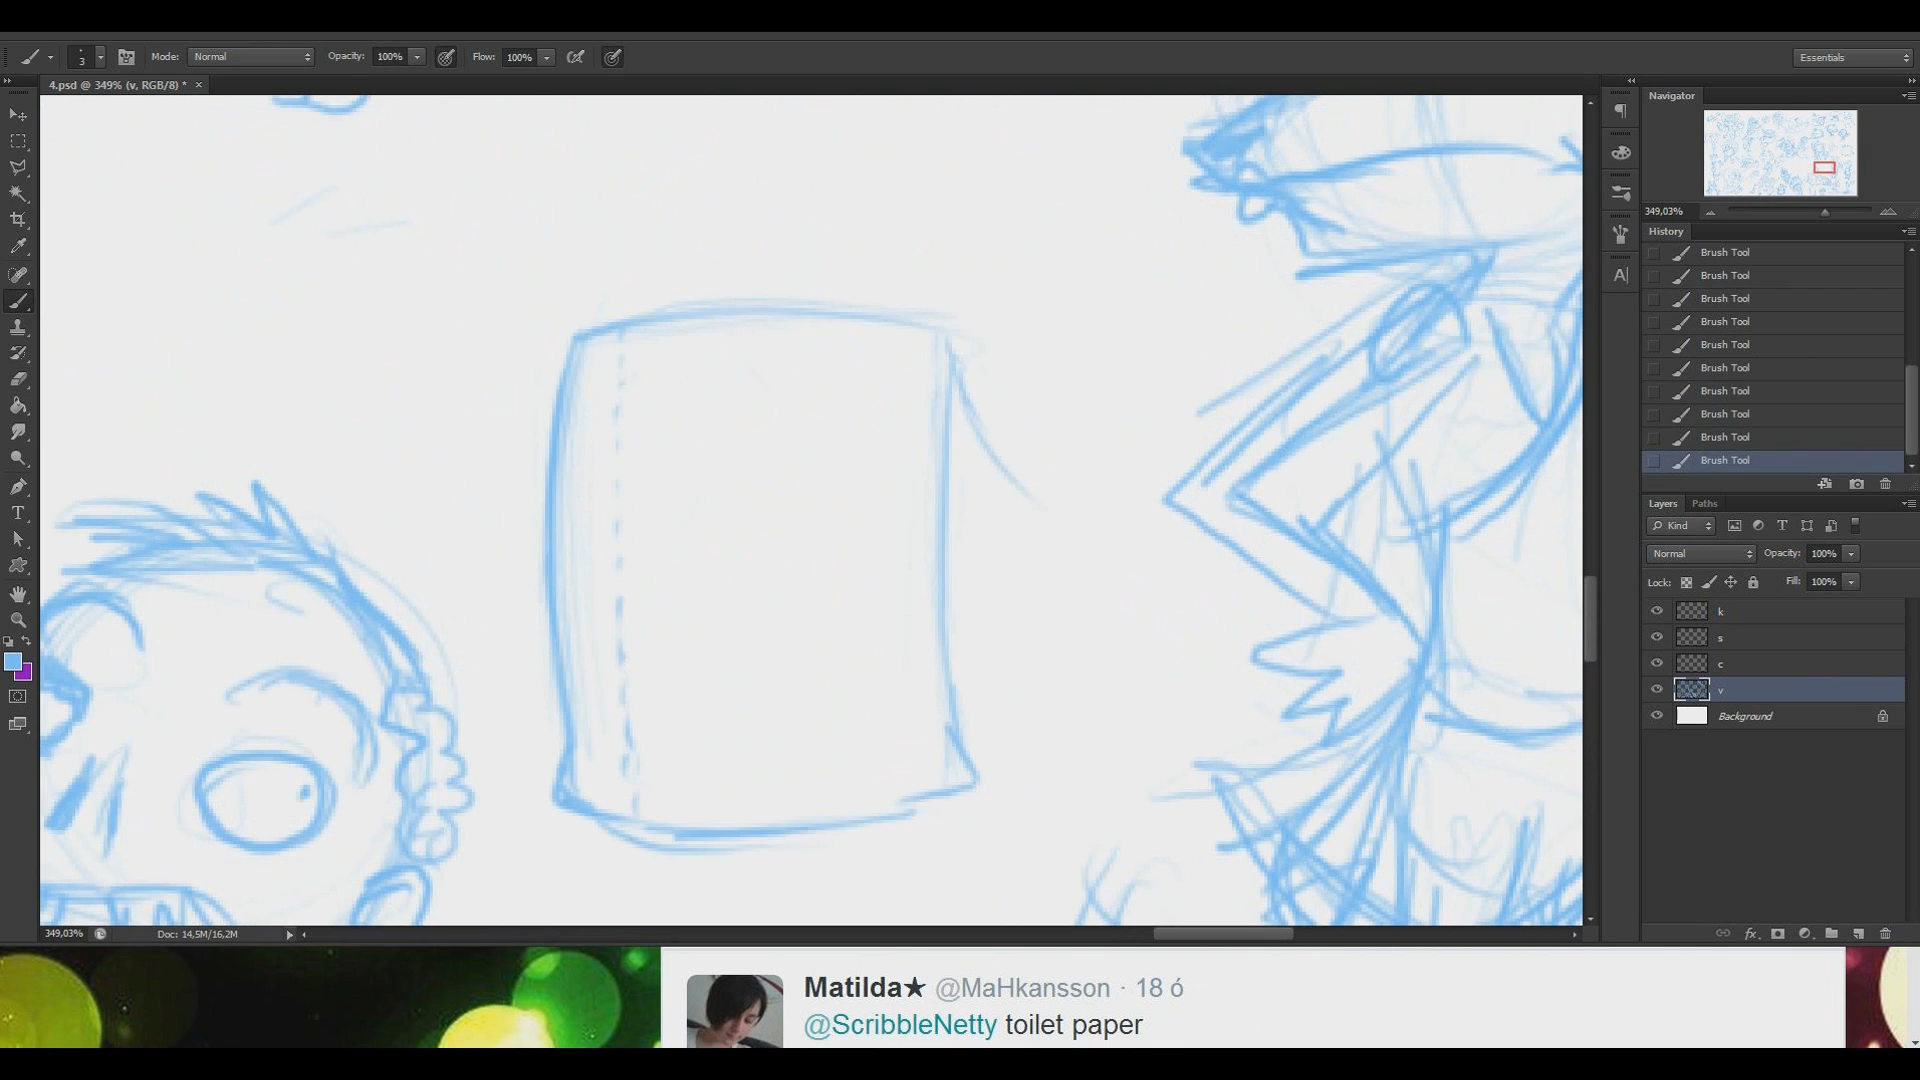 3
Mode:
Normal
Opacity:
100%
Flow:
100%
Essentials
4.psd @ 349% (v, RGB/8) *
Navigator
349,03%
History
Brush Tool
Brush Tool
Brush Tool
Brush Tool
Brush Tool
Brush Tool
Brush Tool
Brush Tool
Brush Tool
Brush Tool
Layers Paths
Kind
Normal
Opacity: 100%
Lock:
Fill: 100%
k
s
c
v
Background
fx
349,03%
Doc: 14,5M/16,2M
Matilda★ @MaHkansson · 18 ó
@ScribbleNetty toilet paper